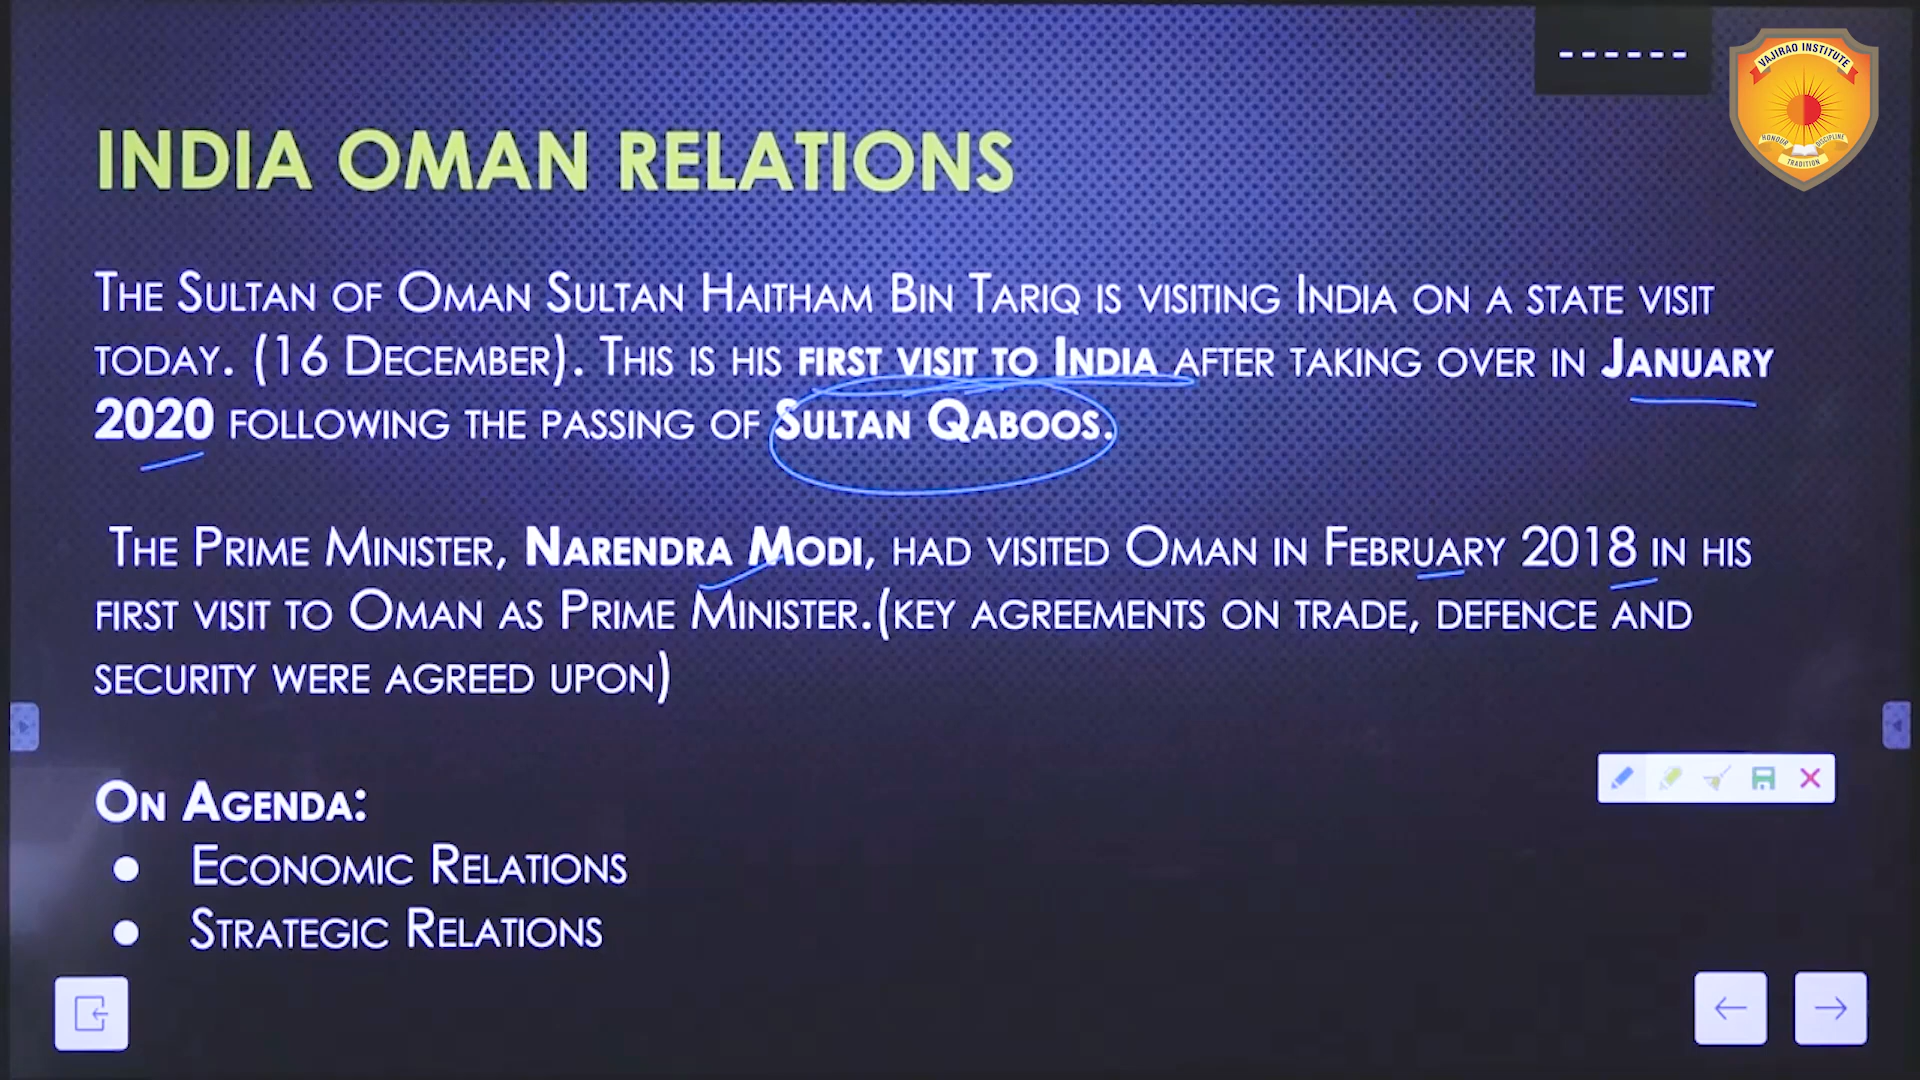 VAJIRAO INSTITUTE
HONOUR
DISCIPLINE
TRADITION
INDIA OMAN RELATIONS
The Sultan of Oman Sultan Haitham Bin Tariq is visiting India on a state visit
today. (16 December). This is his first visit to India after taking over in January
2020 following the passing of Sultan Qaboos.
The Prime Minister, Narendra Modi, had visited Oman in February 2018 in his
first visit to Oman as Prime Minister.(key agreements on trade, defence and
security were agreed upon)
On Agenda:
● Economic Relations
● Strategic Relations